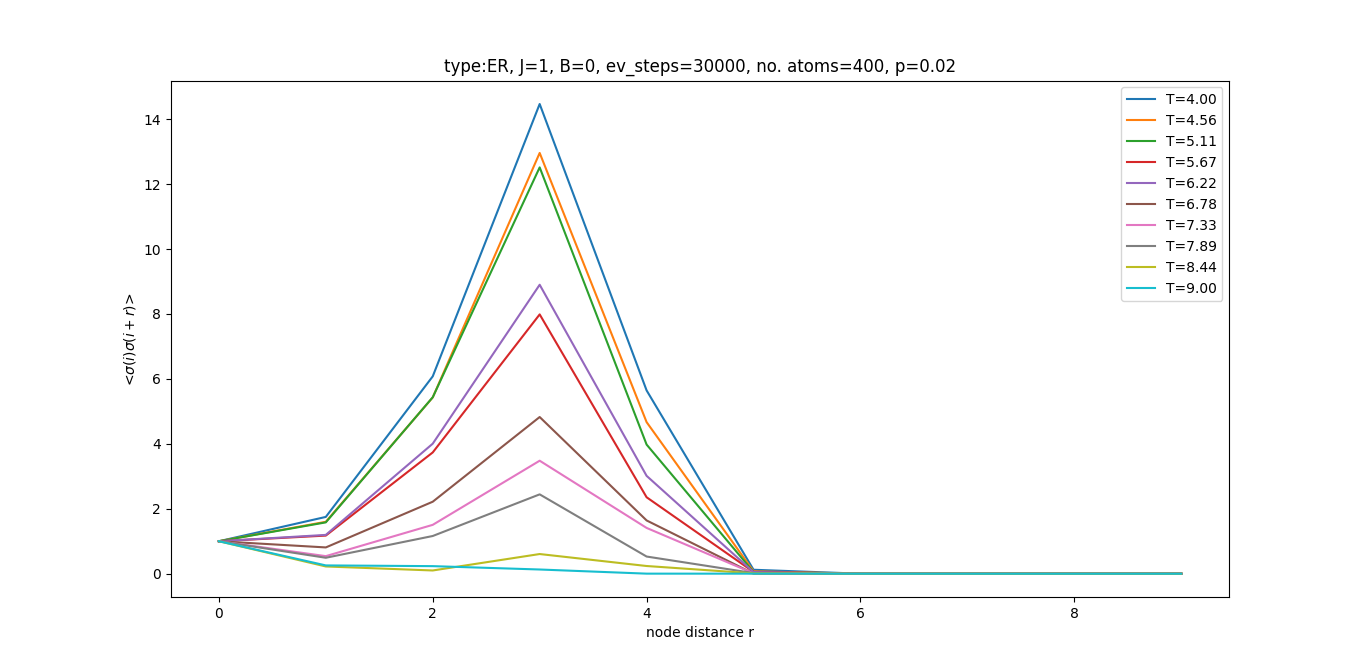 type:ER, J=1, B=0, ev_steps=30000, no. atoms=400, p=0.02
T=4.00
T=4.56
T=5.11
T=5.67
T=6.22
T=6.78
T=7.33
T=7.89
T=8.44
T=9.00
14
12
10
8
6
4
2
0
<σ(i)σ(i + r)>
0 2 4 6 8
node distance r